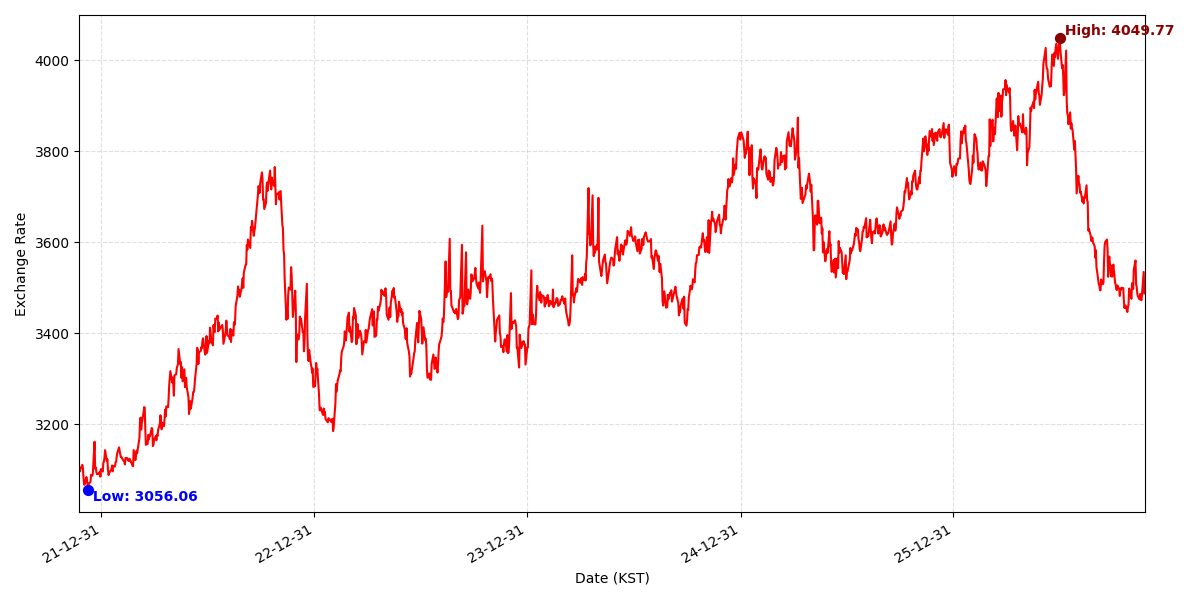 High: 4049.77
4000
3800
3600
3400
3200
Exchange Rate
Low: 3056.06
21-12-31
22-12-31
23-12-31
24-12-31
25-12-31
Date (KST)